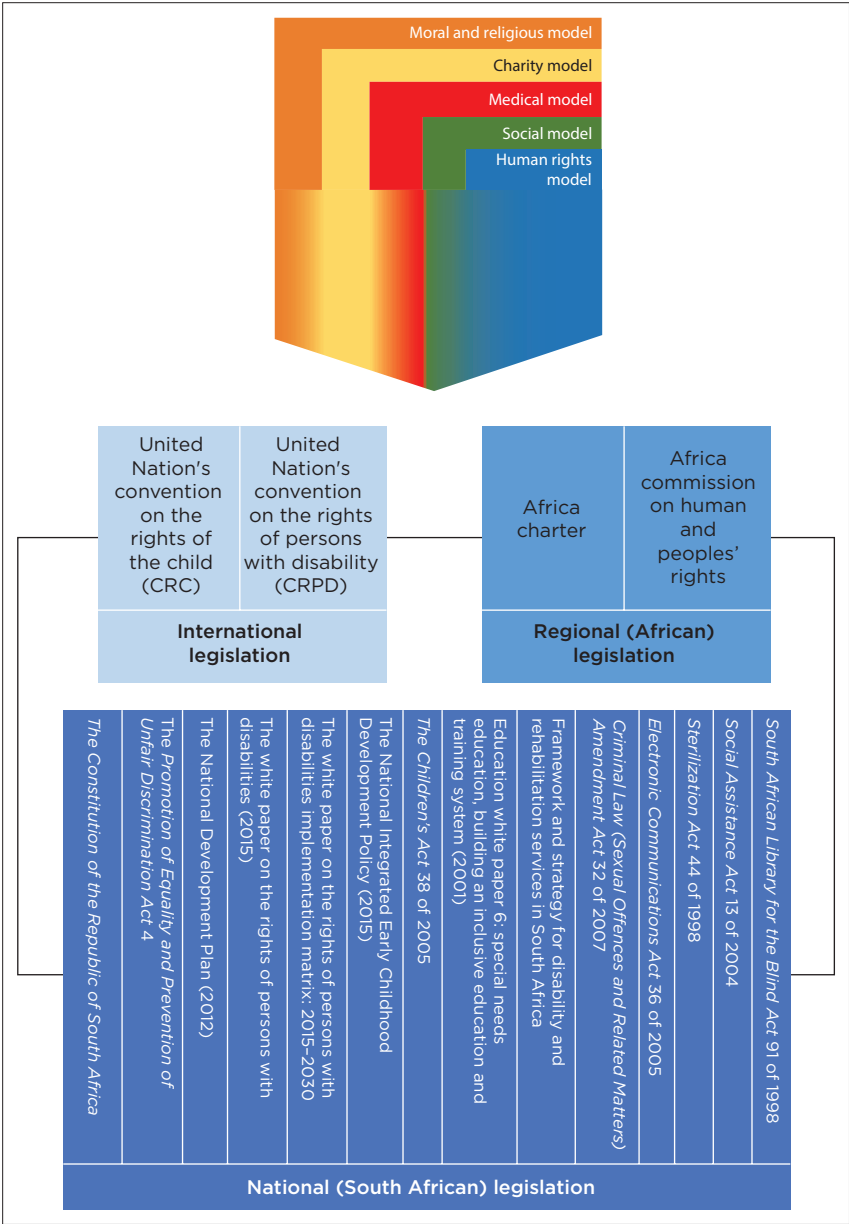 Moral and religious model
Charity model
Medical model
Social model
Human rights
model
United
Nation's
convention
on the
rights of
the child
(CRC)
United
Nation's
convention
on the rights
of persons
with disability
(CRPD)
International
legislation
Africa
charter
Africa
commission
on human
and
peoples’
rights
Regional (African)
legislation
The Constitution of the Republic of South Africa
The Promotion of Equality and Prevention of
Unfair Discrimination Act 4
The National Development Plan (2012)
The white paper on the rights of persons with
disabilities (2015)
The white paper on the rights of persons with
disabilities implementation matrix: 2015–2030
The National Integrated Early Childhood
Development Policy (2015)
The Children's Act 38 of 2005
Education white paper 6: special needs
education, building an inclusive education and
training system (2001)
Framework and strategy for disability and
rehabilitation services in South Africa
Criminal Law (Sexual Offences and Related Matters)
Amendment Act 32 of 2007
Electronic Communications Act 36 of 2005
Sterilization Act 44 of 1998
Social Assistance Act 13 of 2004
South African Library for the Blind Act 91 of 1998
National (South African) legislation